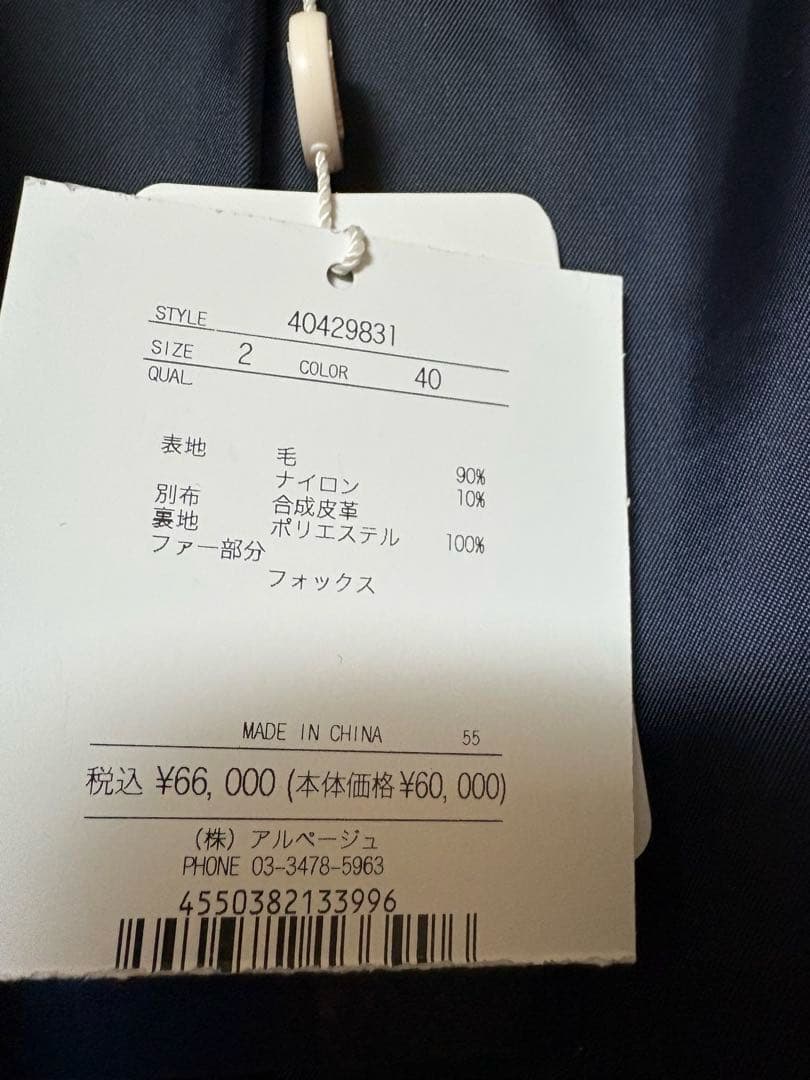 STYLE 40429831
SIZE 2 COLOR 40
QUAL.
表地 毛 90%
ナイロン 10%
別布 合成皮革
裏地 ポリエステル 100%
ファー部分
フォックス
MADE IN CHINA 55
税込 ¥66,000 (本体価格¥60,000)
(株) アルページュ
PHONE 03-3478-5963
4550382133996